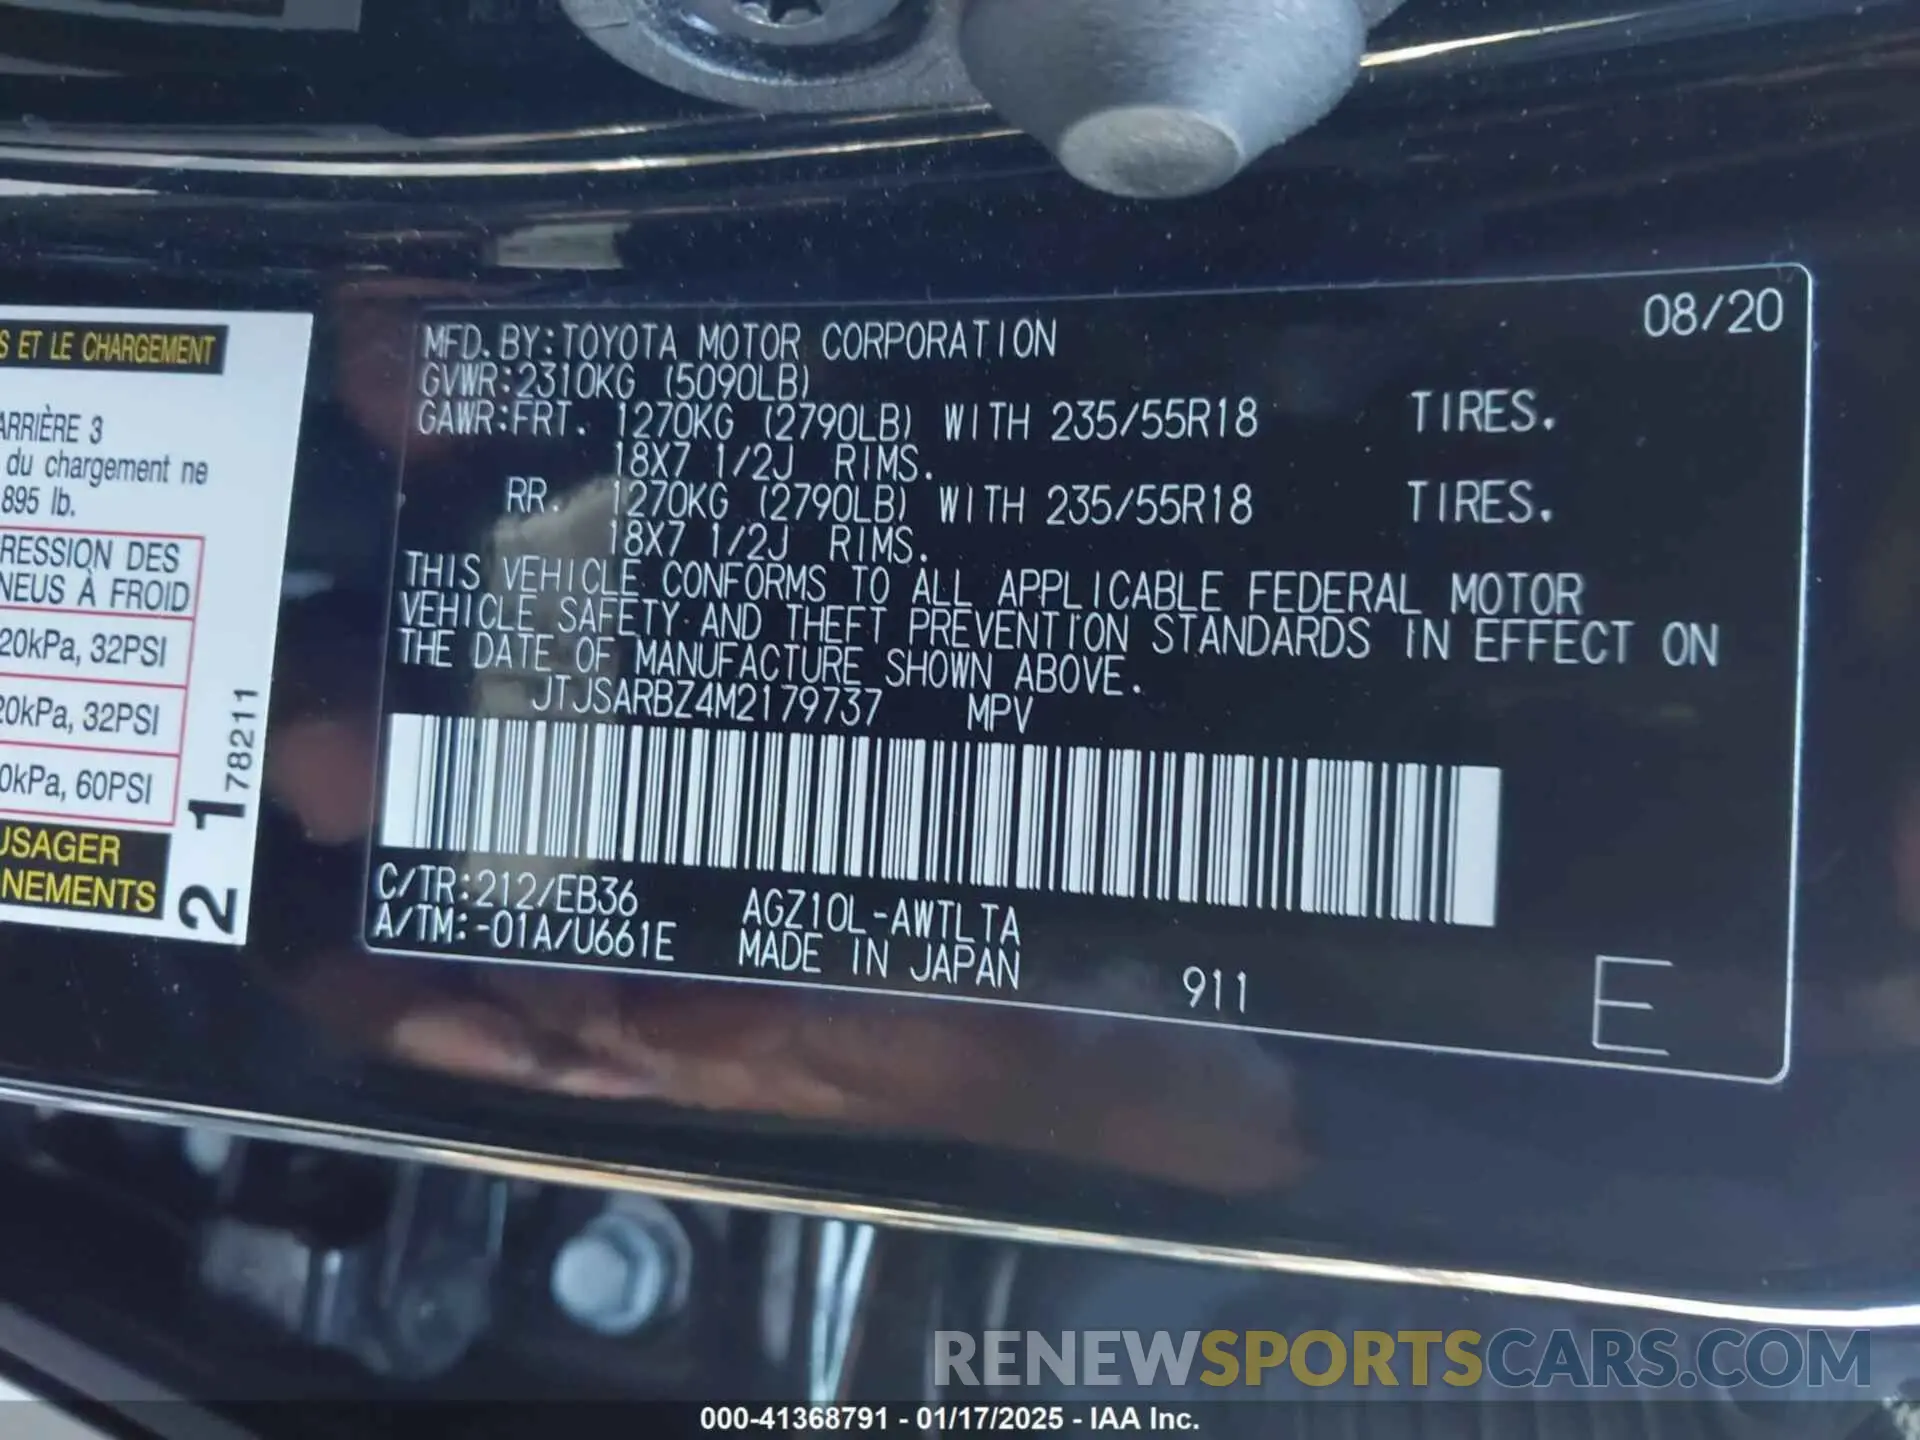 S ET LE CHARGEMENT
ARRIÈRE 3
du chargement ne
895 lb.
RESSION DES
NEUS À FROID
20kPa, 32PSI
20kPa, 32PSI
0kPa, 60PSI
USAGER
NEMENTS
2 1 78211
08/20
MFD.BY:TOYOTA MOTOR CORPORATION
GVWR:2310KG (5090LB)
GAWR:FRT. 1270KG (2790LB) WITH 235/55R18 TIRES.
18X7 1/2J RIMS.
RR. 1270KG (2790LB) WITH 235/55R18 TIRES.
18X7 1/2J RIMS.
THIS VEHICLE CONFORMS TO ALL APPLICABLE FEDERAL MOTOR
VEHICLE SAFETY AND THEFT PREVENTION STANDARDS IN EFFECT ON
THE DATE OF MANUFACTURE SHOWN ABOVE.
JTJSARBZ4M2179737 MPV
C/TR:212/EB36 AGZ10L-AWTLTA
A/TM:-01A/U661E MADE IN JAPAN
911
E
RENEWSPORTSCARS.COM
000-41368791 - 01/17/2025 - IAA Inc.